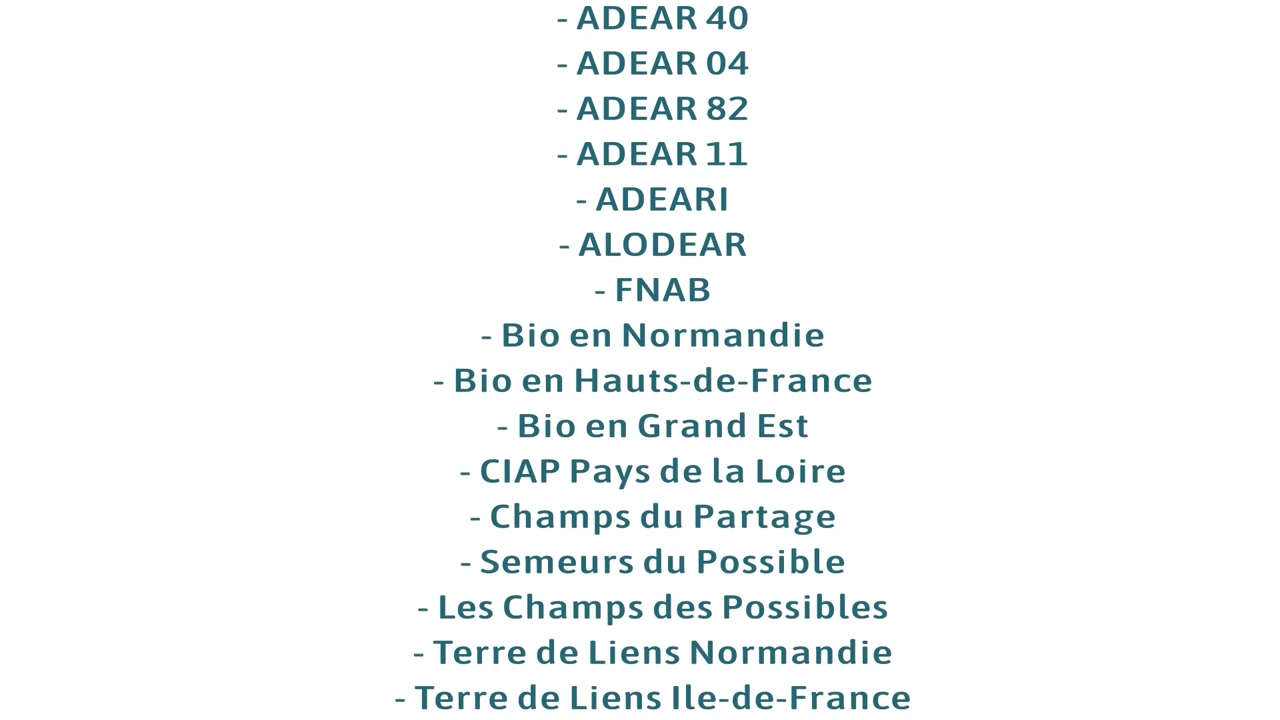 - ADEAR 40
- ADEAR 04
- ADEAR 82
- ADEAR 11
- ADEARI
- ALODEAR
- FNAB
- Bio en Normandie
- Bio en Hauts-de-France
- Bio en Grand Est
- CIAP Pays de la Loire
- Champs du Partage
- Semeurs du Possible
- Les Champs des Possibles
- Terre de Liens Normandie
- Terre de Liens Ile-de-France